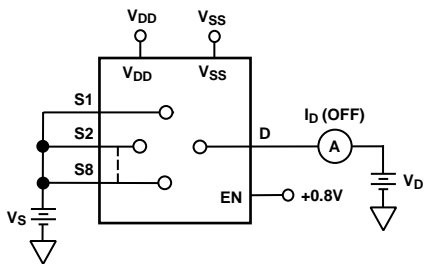 VDD VSS
VDD VSS
S1
S2
S8
D
ID (OFF)
A
EN
+0.8V
VS
VD